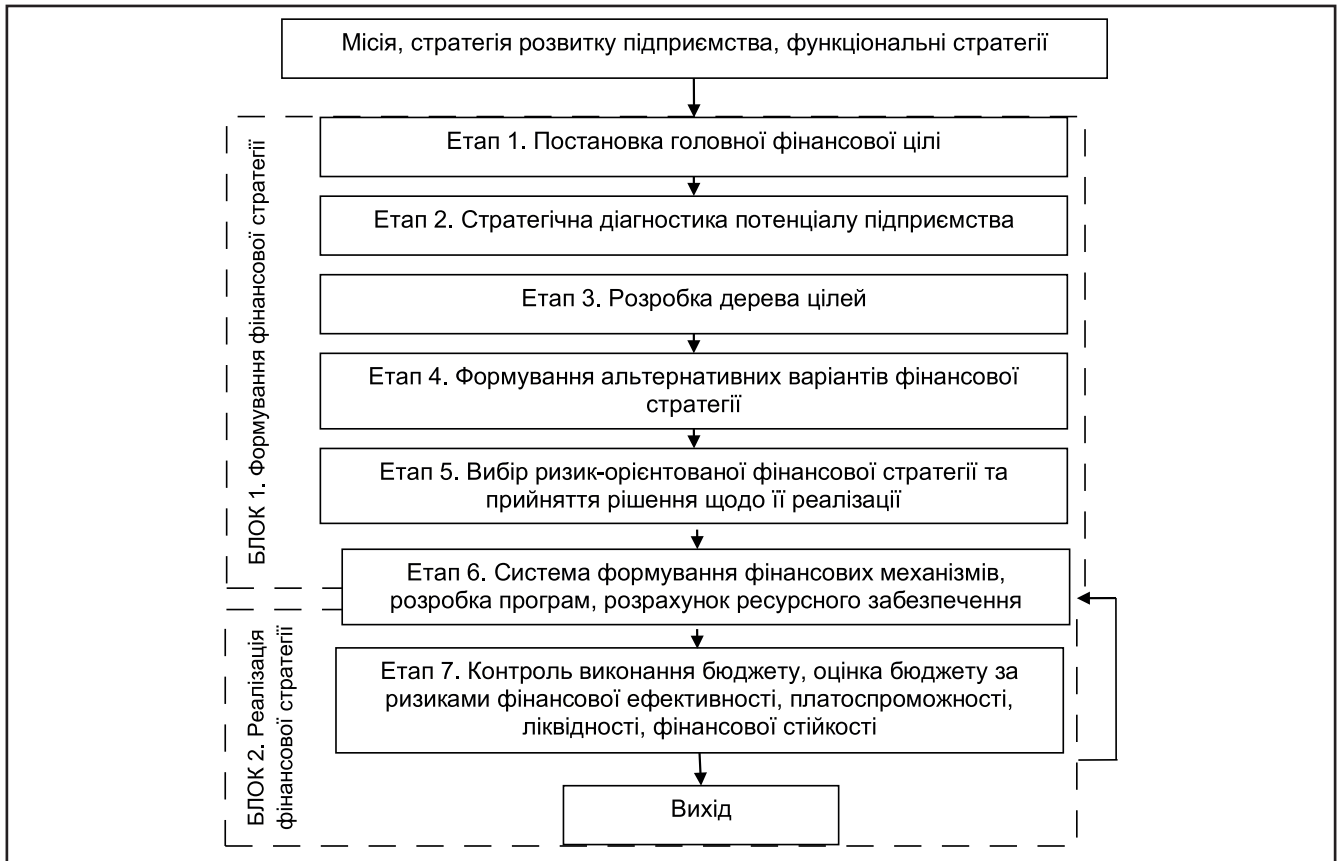 Місія, стратегія розвитку підприємства, функціональні стратегії
БЛОК 1. Формування фінансової стратегії
Етап 1. Постановка головної фінансової цілі
Етап 2. Стратегічна діагностика потенціалу підприємства
Етап 3. Розробка дерева цілей
Етап 4. Формування альтернативних варіантів фінансової
стратегії
Етап 5. Вибір ризик-орієнтованої фінансової стратегії та
прийняття рішення щодо її реалізації
Етап 6. Система формування фінансових механізмів,
розробка програм, розрахунок ресурсного забезпечення
БЛОК 2. Реалізація
фінансової стратегії
Етап 7. Контроль виконання бюджету, оцінка бюджету за
ризиками фінансової ефективності, платоспроможності,
ліквідності, фінансової стійкості
Вихід